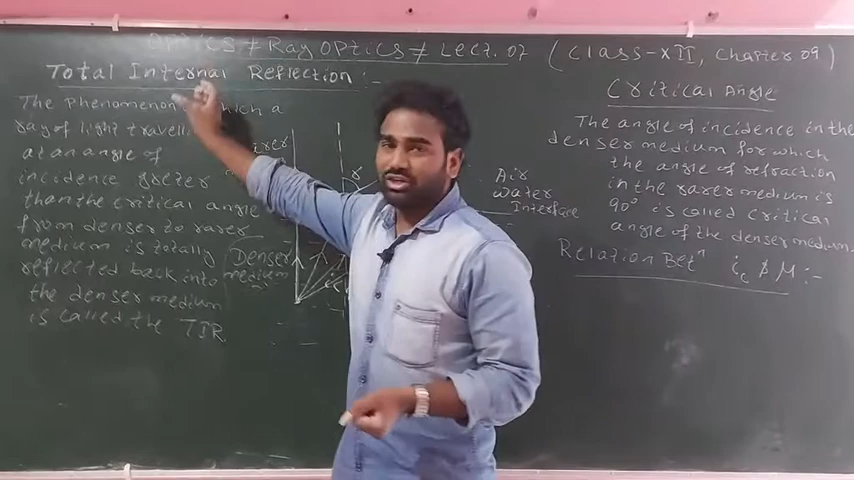 OPTICS # Ray Optics # Lect. 07 (Class-XII, Chapter 09)
Total Internal Reflection :-
The Phenomenon which a
ray of light travell
at an angle of
incidence greter
than the critical angle
from denser to rarer
medium is totally
reflected back into
the denser medium
is called the TIR
rarer
Denser
medium
r
Air
water
Interface
Critical Angle
The angle of incidence in the
denser medium for which
the angle of refraction
in the rarer medium is
90° is called critical
angle of the denser medium.
Relation Betⁿ ic & μ :-